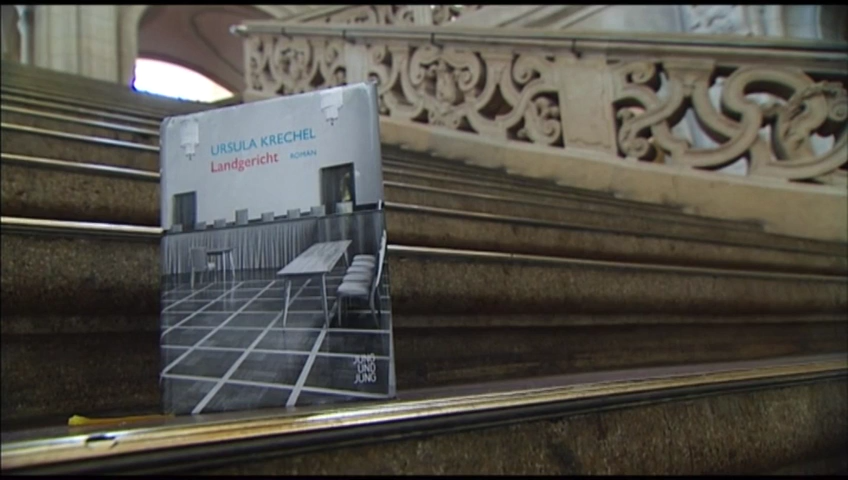 URSULA KRECHEL
Landgericht ROMAN
JUNG
UND
JUNG